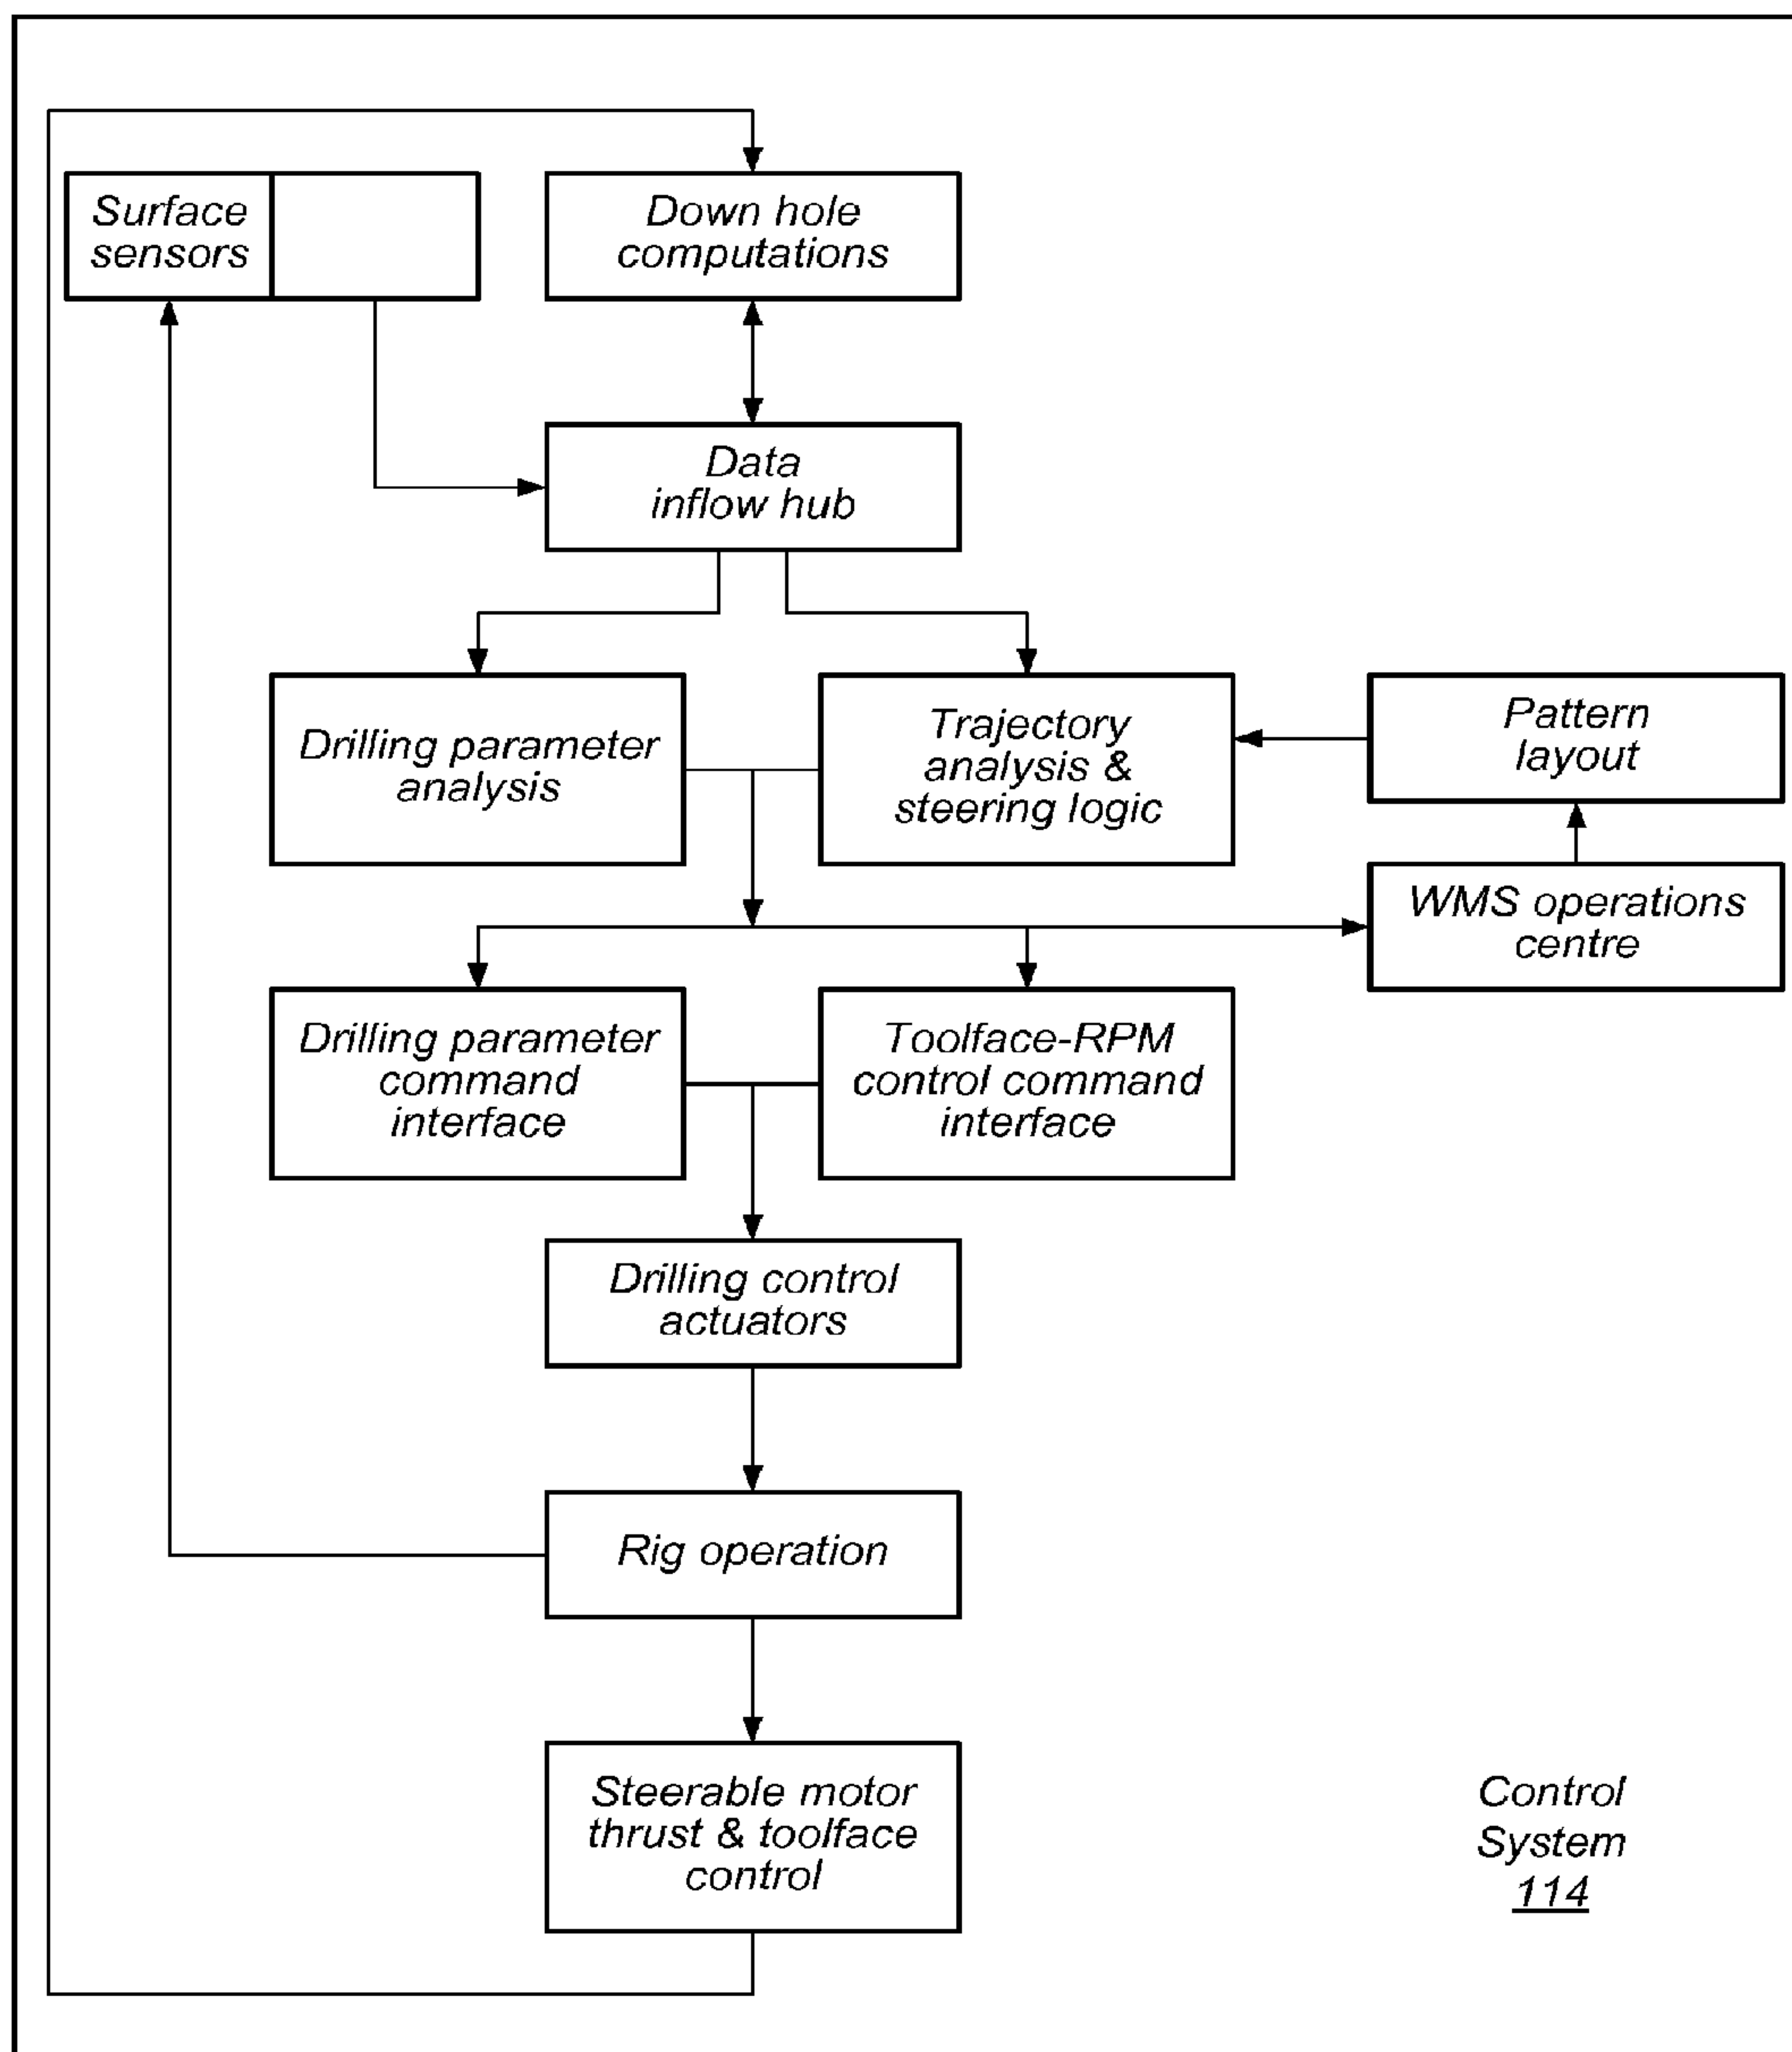 Surface
sensors
Down hole
computations
Data
inflow hub
Drilling parameter
analysis
Trajectory
analysis &
steering logic
Pattern
layout
WMS operations
centre
Drilling parameter
command
interface
Toolface-RPM
control command
interface
Drilling control
actuators
Rig operation
Steerable motor
thrust & toolface
control
Control
System
114